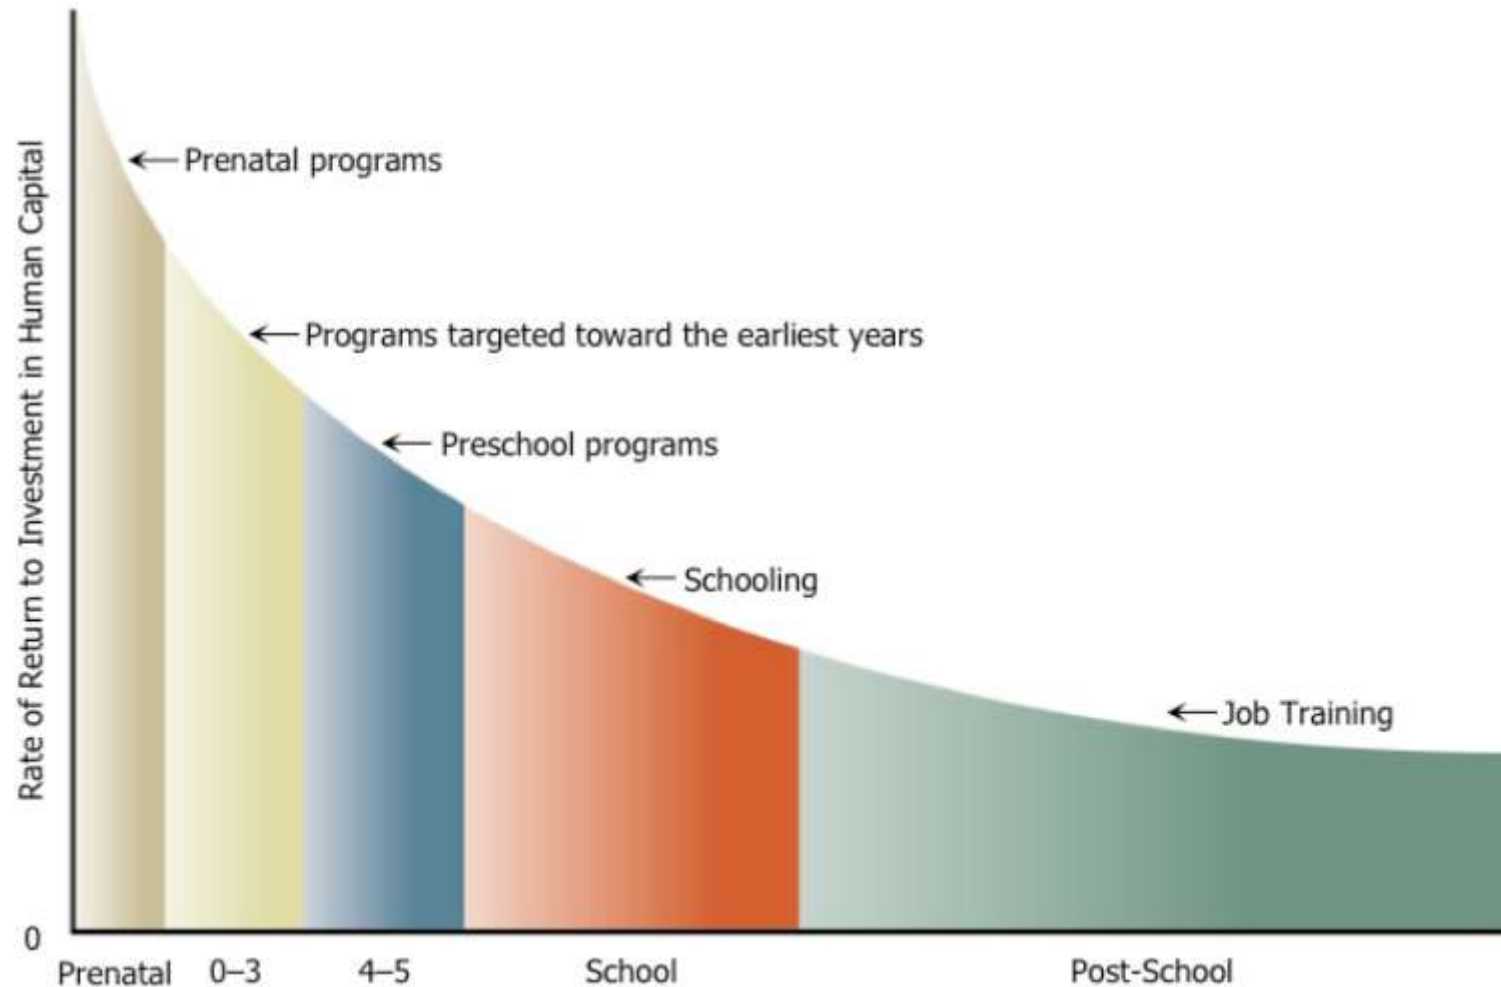 Rate of Return to Investment in Human Capital
Prenatal programs
Programs targeted toward the earliest years
Preschool programs
Schooling
Job Training
0
Prenatal
0–3
4–5
School
Post-School